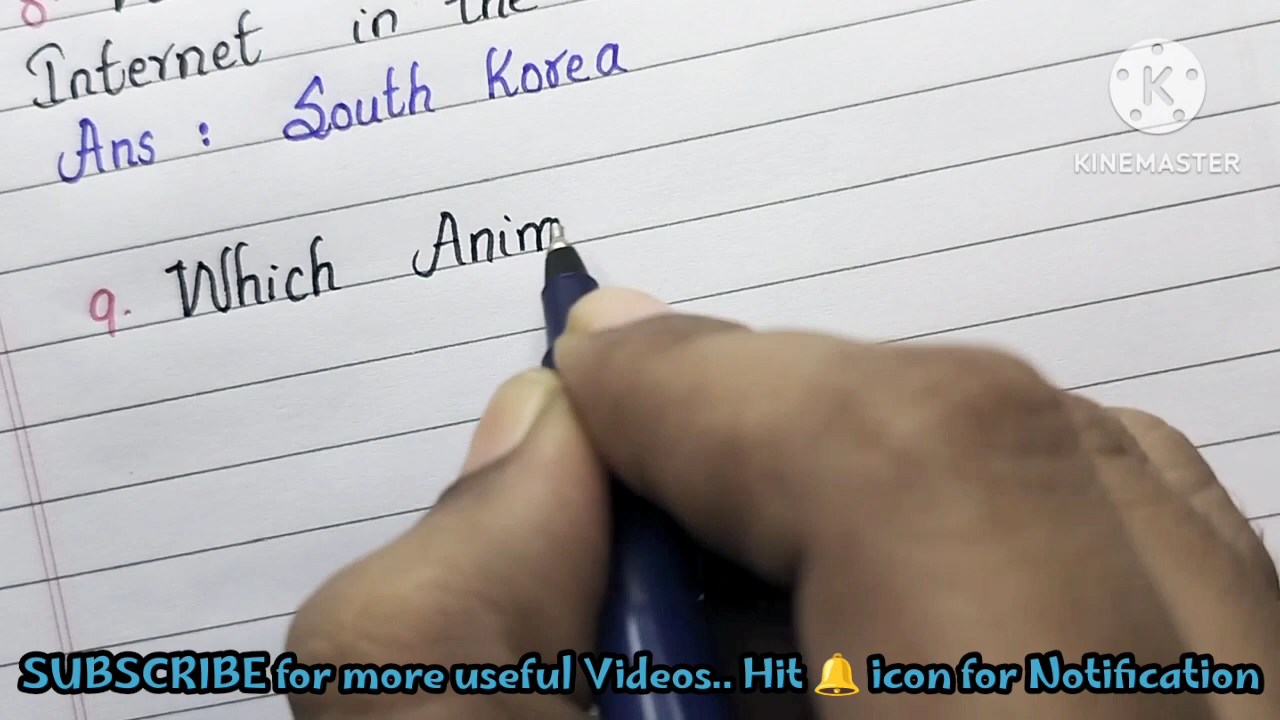 8.
Internet in the
Ans : South Korea
9. Which Anim
KINEMASTER
SUBSCRIBE for more useful Videos.. Hit 🔔 icon for Notification